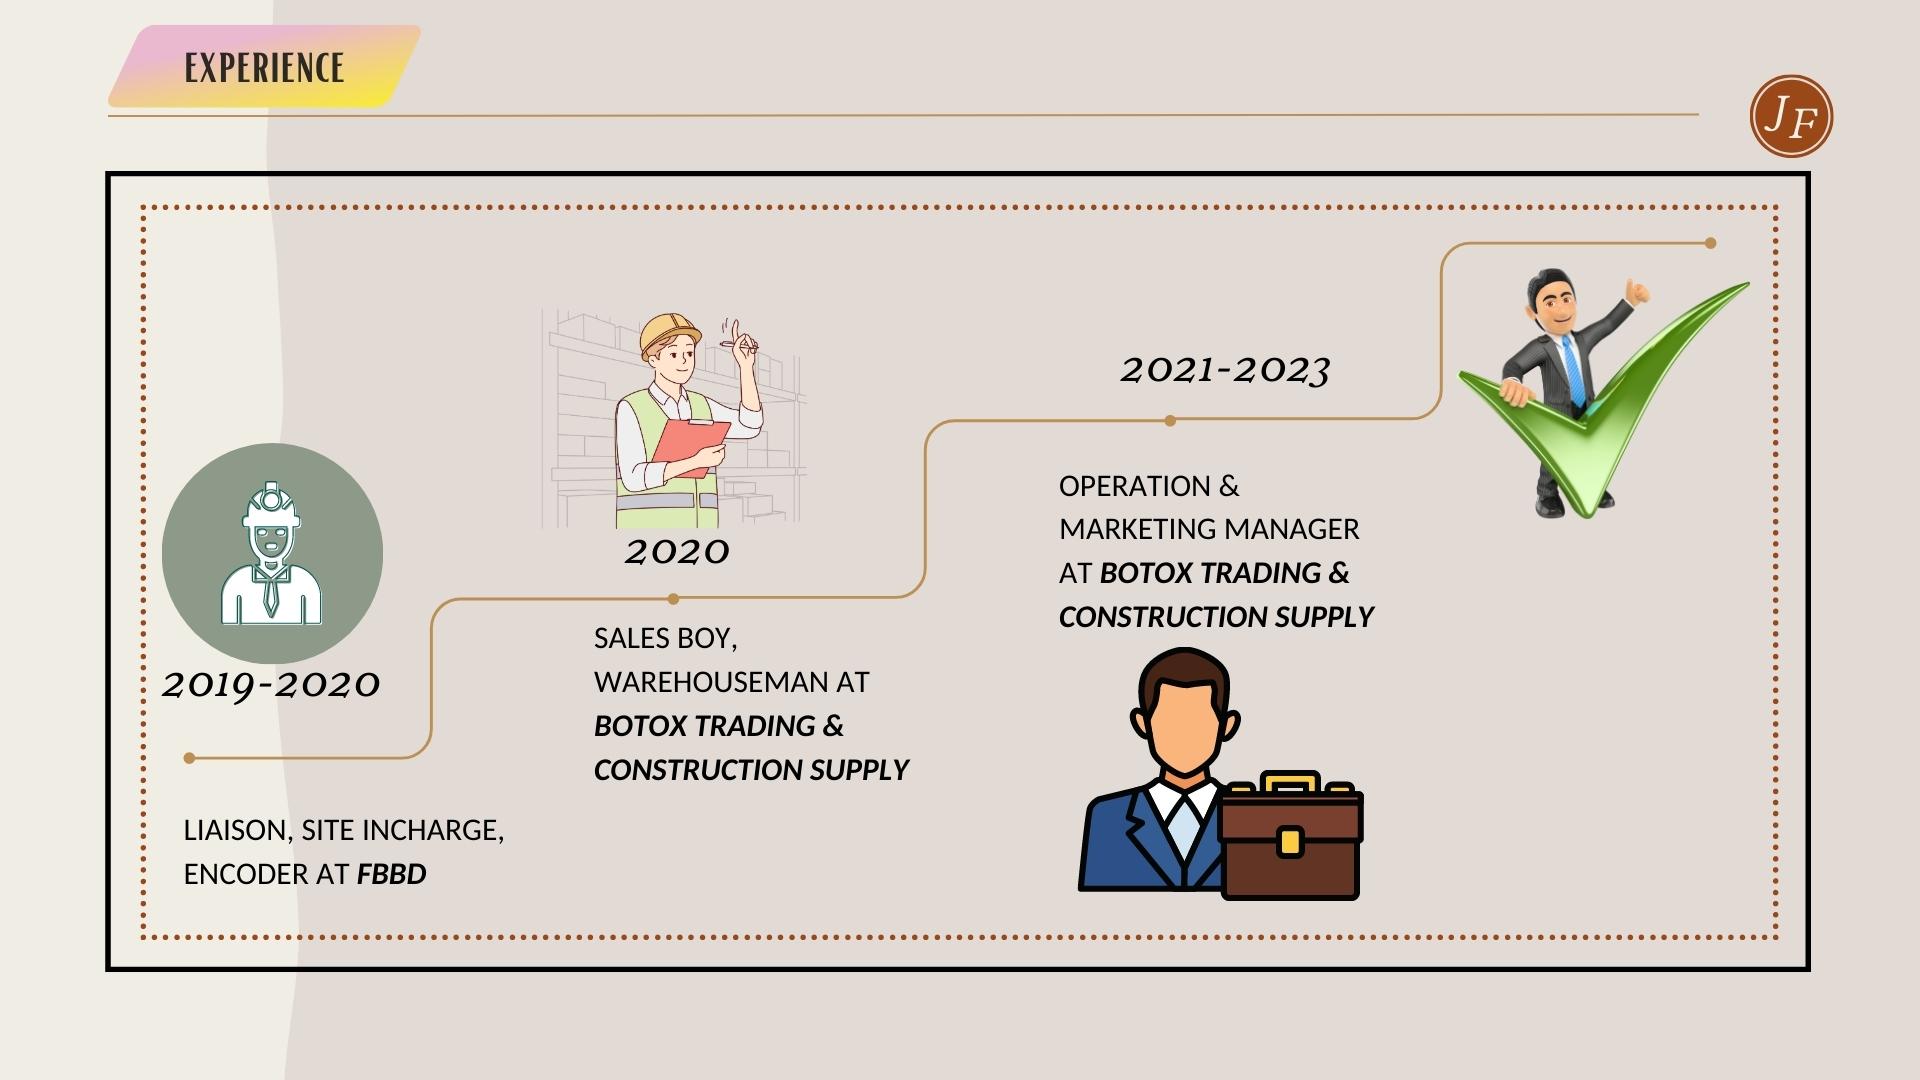 EXPERIENCE
JF
2019-2020
LIAISON, SITE INCHARGE,
ENCODER AT FBBD
2020
SALES BOY,
WAREHOUSEMAN AT
BOTOX TRADING &
CONSTRUCTION SUPPLY
2021-2023
OPERATION &
MARKETING MANAGER
AT BOTOX TRADING &
CONSTRUCTION SUPPLY